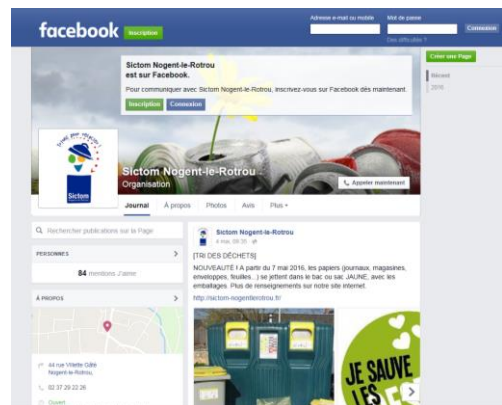 facebook
Inscription
Adresse e-mail ou mobile
Mot de passe
Connexion
Des difficultés ?
Créer une Page
Récent
2016
Sictom Nogent-le-Rotrou
est sur Facebook.
Pour communiquer avec Sictom Nogent-le-Rotrou, inscrivez-vous sur Facebook dès maintenant.
Inscription
Connexion
Sictom
Sictom Nogent-le-Rotrou
Organisation
Appeler maintenant
Journal
À propos
Photos
Avis
Plus
Rechercher publications sur la Page
PERSONNES
84 mentions J'aime
À PROPOS
44 rue Villette Gâté
Nogent-le-Rotrou,
02 37 29 22 26
Ouvert
Sictom Nogent-le-Rotrou
4 mai, 09:35
[TRI DES DÉCHETS]
NOUVEAUTÉ ! A partir du 7 mai 2016, les papiers (journaux, magasines,
enveloppes, feuilles...) se jettent dans le bac ou sac JAUNE, avec les
emballages. Plus de renseignements sur notre site internet.
http://sictom-nogentlerotrou.fr/
JE SAUVE
LES